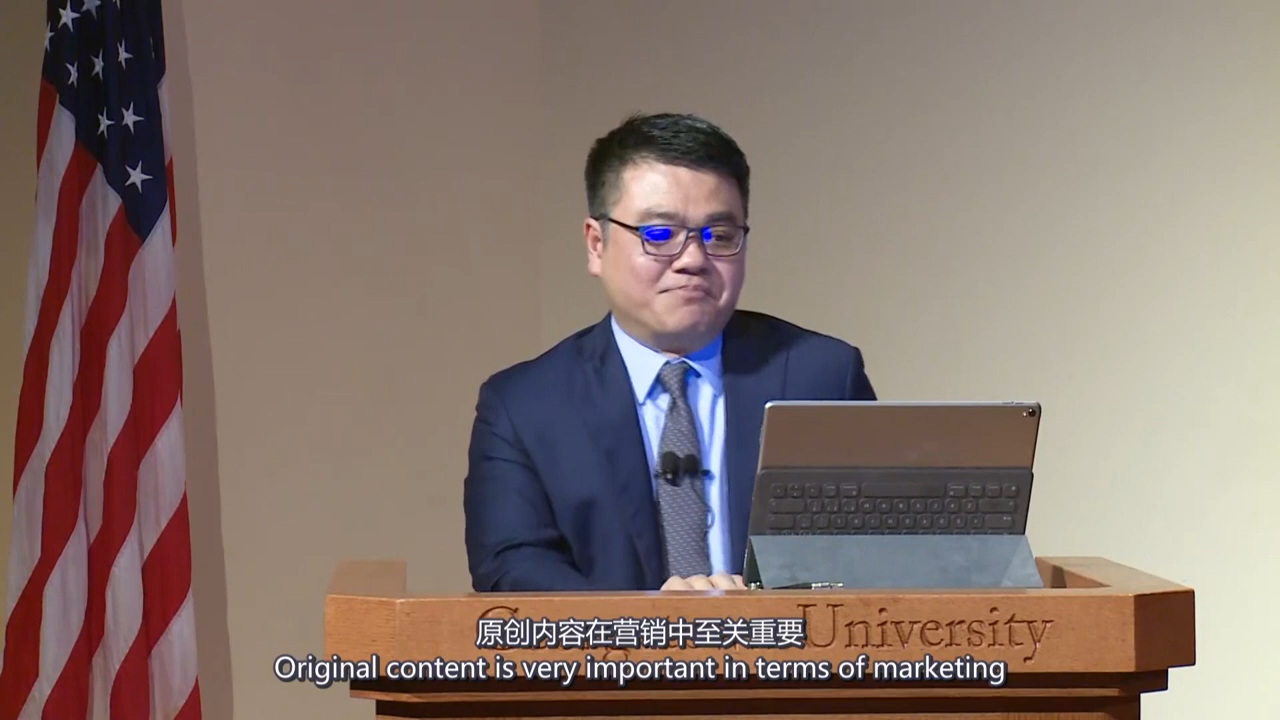 原创内容在营销中至关重要
Original content is very important in terms of marketing
University